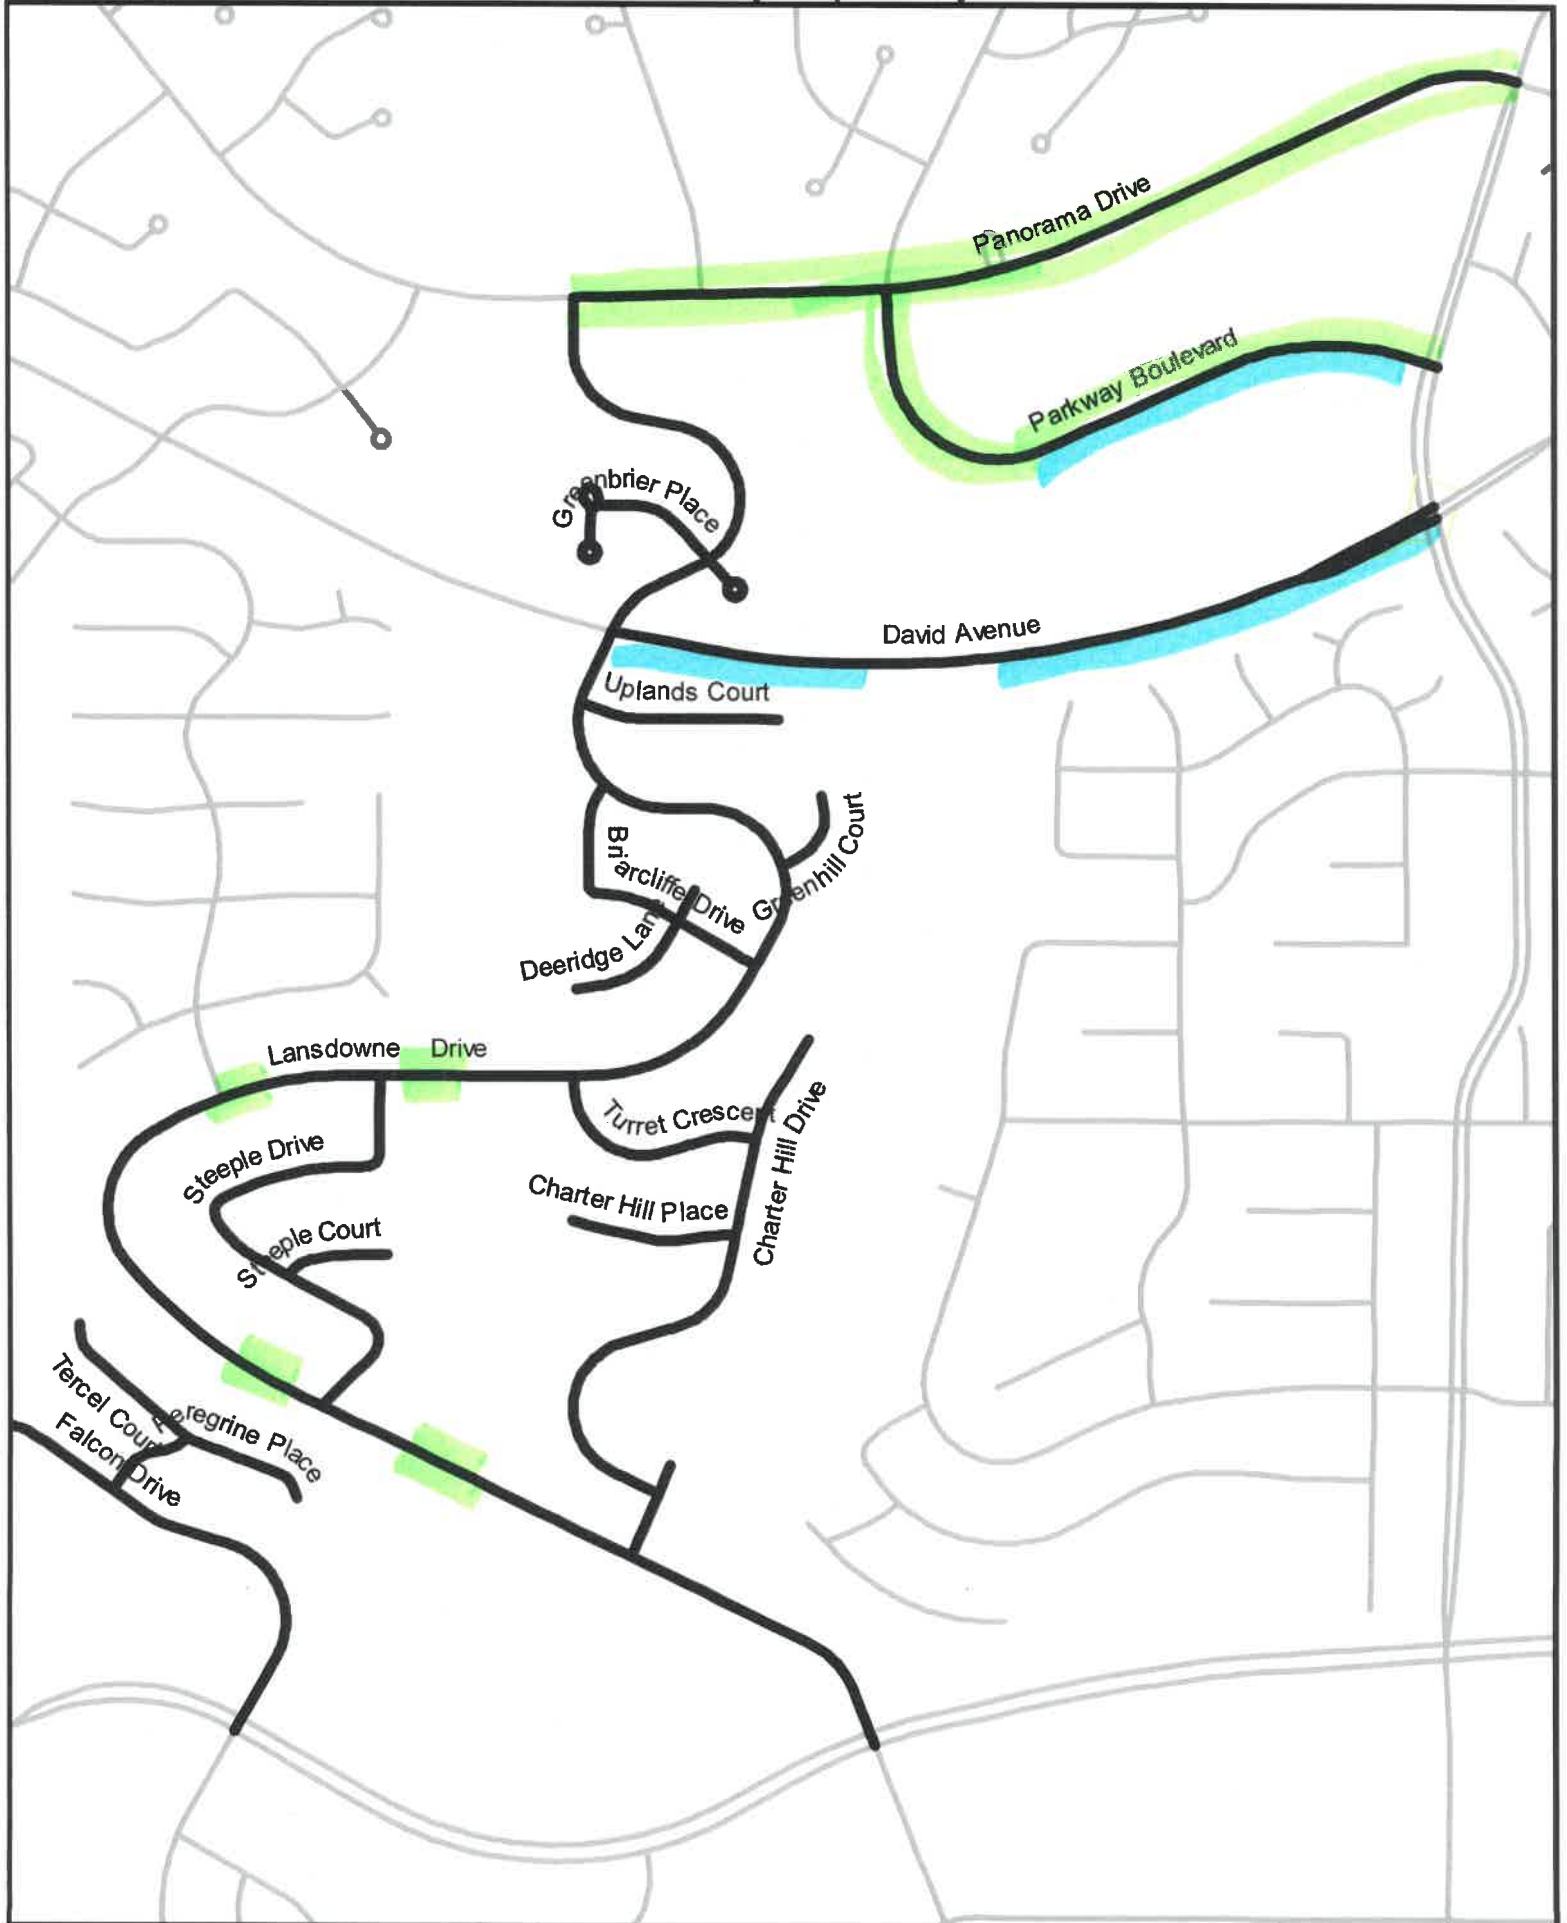 Panorama Drive
Parkway Boulevard
Greenbrier Place
David Avenue
Uplands Court
Greenhill Court
Briarcliffe Drive
Deeridge Lane
Lansdowne Drive
Turret Crescent
Charter Hill Drive
Steeple Drive
Charter Hill Place
Steeple Court
Tercel Court
Peregrine Place
Falcon Drive